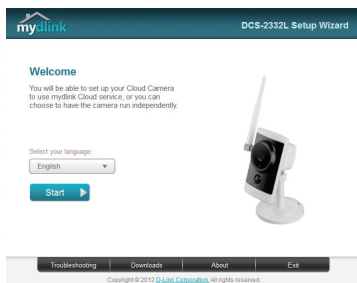 mydlink
DCS-2332L Setup Wizard
Welcome
You will be able to set up your Cloud Camera
to use mydlink Cloud service, or you can
choose to have the camera run independently.
Select your language:
English
Start
Troubleshooting
Downloads
About
Exit
Copyright © 2012 D-Link Corporation. All rights reserved.